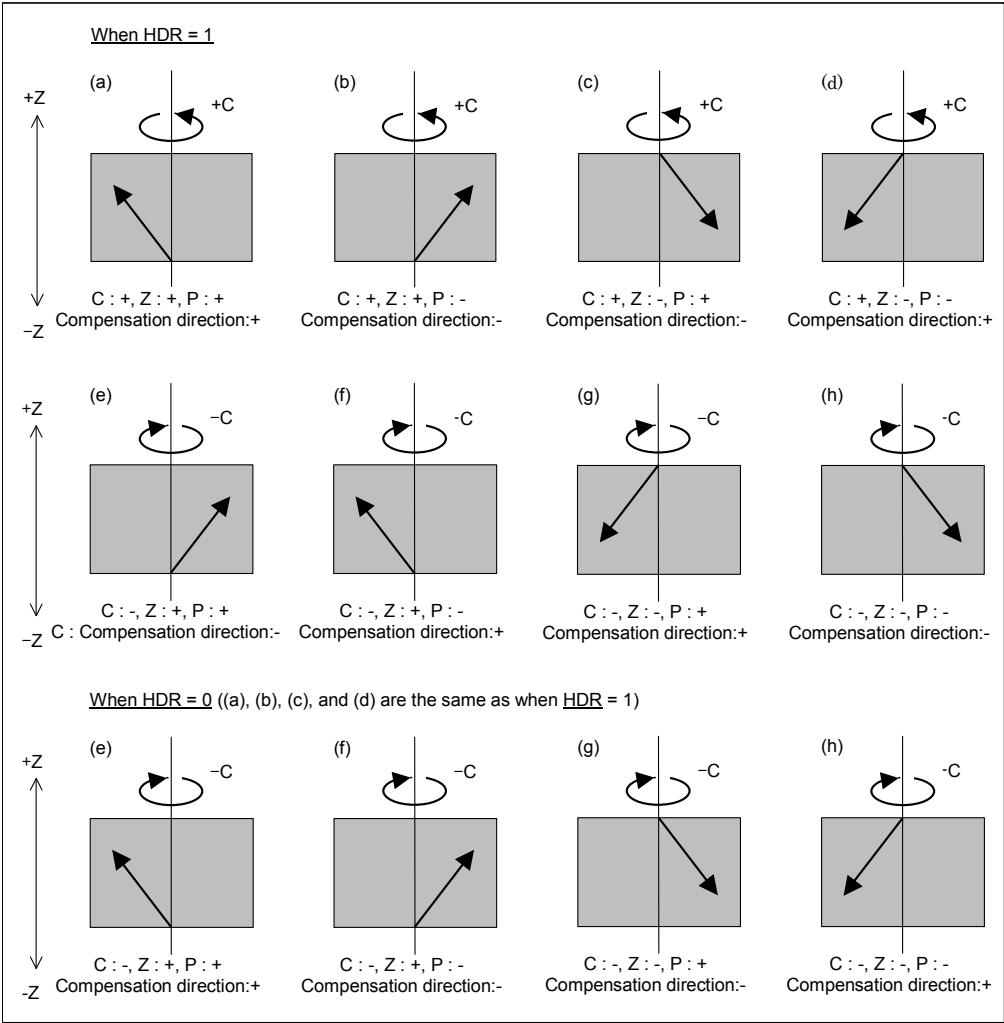 When HDR = 1
(a) (b) (c) (d)
+Z
+C +C +C +C
C : +, Z : +, P : + C : +, Z : +, P : - C : +, Z : -, P : + C : +, Z : -, P : -
Compensation direction:+ Compensation direction:- Compensation direction:- Compensation direction:+
−Z
(e) (f) (g) (h)
+Z
−C -C −C -C
C : -, Z : +, P : + C : -, Z : +, P : - C : -, Z : -, P : + C : -, Z : -, P : -
−Z C : Compensation direction:- Compensation direction:+ Compensation direction:+ Compensation direction:-
When HDR = 0 ((a), (b), (c), and (d) are the same as when HDR = 1)
(e) (f) (g) (h)
+Z
−C −C −C -C
C : -, Z : +, P : + C : -, Z : +, P : - C : -, Z : -, P : + C : -, Z : -, P : -
-Z Compensation direction:+ Compensation direction:- Compensation direction:- Compensation direction:+